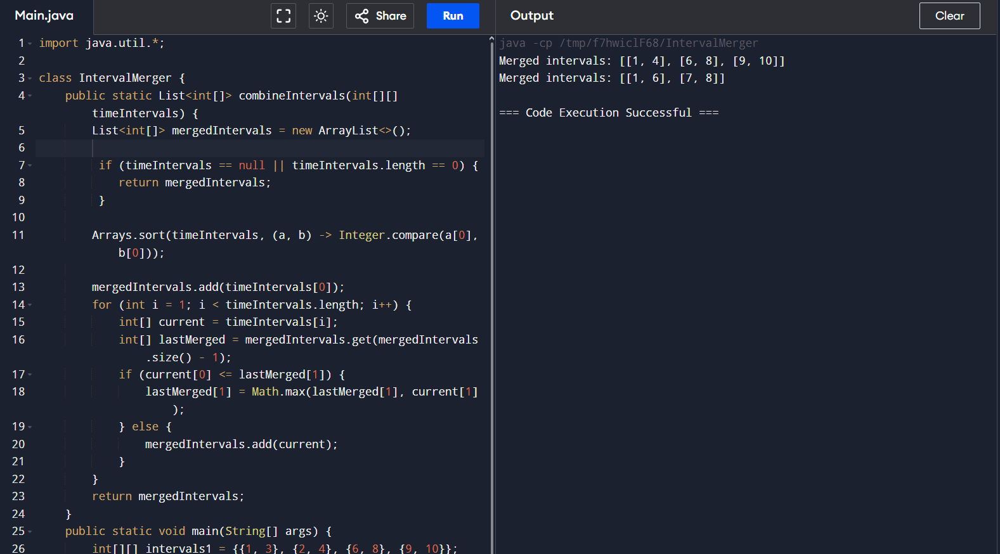 Main.java
Share
Run
Output
Clear
1 import java.util.*;
2
3 class IntervalMerger {
4 public static List<int[]> combineIntervals(int[][]
timeIntervals) {
5 List<int[]> mergedIntervals = new ArrayList<>();
6
7 if (timeIntervals == null || timeIntervals.length == 0) {
8 return mergedIntervals;
9 }
10
11 Arrays.sort(timeIntervals, (a, b) -> Integer.compare(a[0],
b[0]));
12
13 mergedIntervals.add(timeIntervals[0]);
14 for (int i = 1; i < timeIntervals.length; i++) {
15 int[] current = timeIntervals[i];
16 int[] lastMerged = mergedIntervals.get(mergedIntervals
.size() - 1);
17 if (current[0] <= lastMerged[1]) {
18 lastMerged[1] = Math.max(lastMerged[1], current[1]
);
19 } else {
20 mergedIntervals.add(current);
21 }
22 }
23 return mergedIntervals;
24 }
25 public static void main(String[] args) {
26 int[][] intervals1 = {{1, 3}, {2, 4}, {6, 8}, {9, 10}};
java -cp /tmp/f7hwiclF68/IntervalMerger
Merged intervals: [[1, 4], [6, 8], [9, 10]]
Merged intervals: [[1, 6], [7, 8]]
=== Code Execution Successful ===